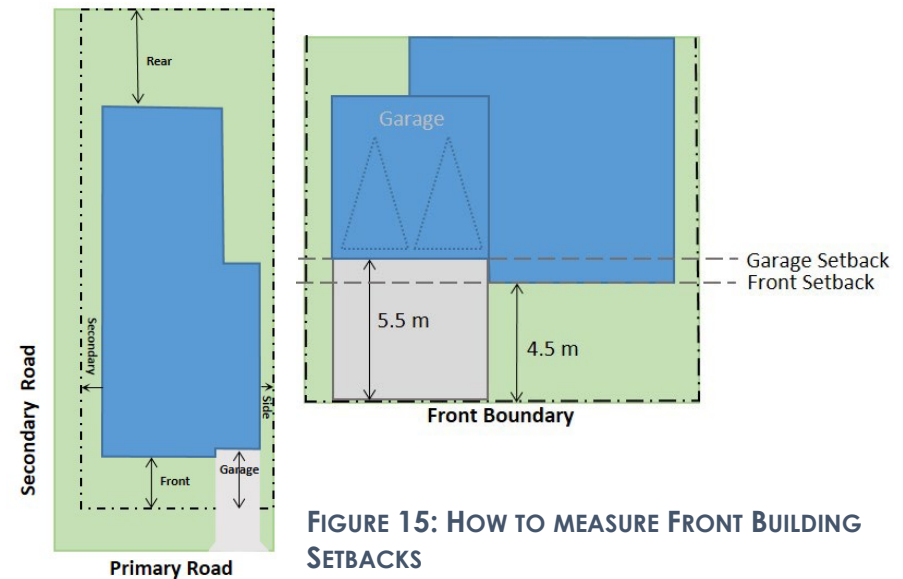 Rear
Secondary
Side
Front
Garage
Secondary Road
Primary Road
Garage
5.5 m
4.5 m
Garage Setback
Front Setback
Front Boundary
FIGURE 15: HOW TO MEASURE FRONT BUILDING
SETBACKS